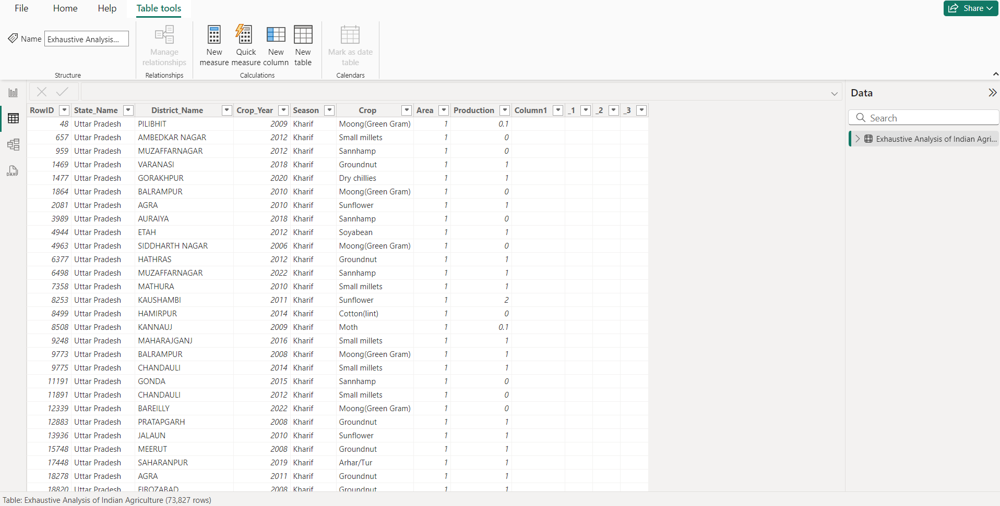 File Home Help Table tools Share
Name Exhaustive Analysis...
Manage relationships
New measure
Quick measure
New column
New table
Mark as date table
Structure Relationships Calculations Calendars
Data
Search
Exhaustive Analysis of Indian Agri...
DAX
RowID State_Name District_Name Crop_Year Season Crop Area Production Column1 _1 _2 _3
48 Uttar Pradesh PILIBHIT 2009 Kharif Moong(Green Gram) 1 0.1
657 Uttar Pradesh AMBEDKAR NAGAR 2012 Kharif Small millets 1 0
959 Uttar Pradesh MUZAFFARNAGAR 2012 Kharif Sannhamp 1 0
1469 Uttar Pradesh VARANASI 2018 Kharif Groundnut 1 1
1477 Uttar Pradesh GORAKHPUR 2020 Kharif Dry chillies 1 1
1864 Uttar Pradesh BALRAMPUR 2010 Kharif Moong(Green Gram) 1 0
2081 Uttar Pradesh AGRA 2010 Kharif Sunflower 1 1
3989 Uttar Pradesh AURAIYA 2018 Kharif Sannhamp 1 0
4944 Uttar Pradesh ETAH 2012 Kharif Soyabean 1 1
4963 Uttar Pradesh SIDDHARTH NAGAR 2006 Kharif Moong(Green Gram) 1 0
6377 Uttar Pradesh HATHRAS 2012 Kharif Groundnut 1 1
6498 Uttar Pradesh MUZAFFARNAGAR 2022 Kharif Sannhamp 1 1
7358 Uttar Pradesh MATHURA 2010 Kharif Small millets 1 1
8253 Uttar Pradesh KAUSHAMBI 2011 Kharif Sunflower 1 2
8499 Uttar Pradesh HAMIRPUR 2014 Kharif Cotton(lint) 1 0
8508 Uttar Pradesh KANNAUJ 2009 Kharif Moth 1 0.1
9248 Uttar Pradesh MAHARAJGANJ 2016 Kharif Small millets 1 1
9773 Uttar Pradesh BALRAMPUR 2008 Kharif Moong(Green Gram) 1 1
9775 Uttar Pradesh CHANDAULI 2014 Kharif Small millets 1 1
11191 Uttar Pradesh GONDA 2015 Kharif Sannhamp 1 0
11891 Uttar Pradesh CHANDAULI 2012 Kharif Small millets 1 0
12339 Uttar Pradesh BAREILLY 2022 Kharif Moong(Green Gram) 1 0
12883 Uttar Pradesh PRATAPGARH 2008 Kharif Groundnut 1 1
13936 Uttar Pradesh JALAUN 2010 Kharif Sunflower 1 1
15748 Uttar Pradesh MEERUT 2008 Kharif Groundnut 1 1
17448 Uttar Pradesh SAHARANPUR 2019 Kharif Arhar/Tur 1 1
18278 Uttar Pradesh AGRA 2011 Kharif Groundnut 1 1
18820 Uttar Pradesh FIROZABAD 2008 Kharif Groundnut 1 1
Table: Exhaustive Analysis of Indian Agriculture (73,827 rows)